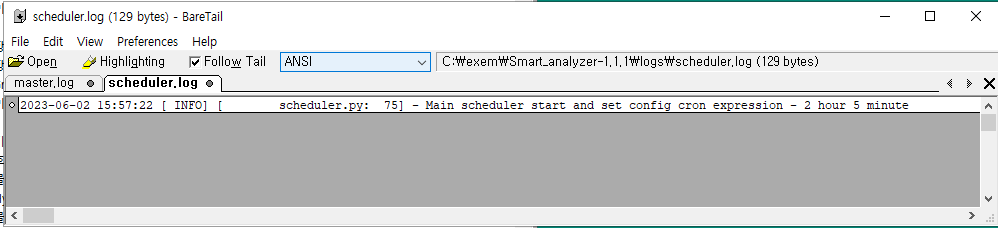 scheduler.log (129 bytes) - BareTail
File Edit View Preferences Help
Open Highlighting Follow Tail ANSI C:₩exem₩Smart_analyzer-1.1.1₩logs₩scheduler.log (129 bytes)
master.log scheduler.log
2023-06-02 15:57:22 [ INFO] [        scheduler.py:  75] - Main scheduler start and set config cron expression - 2 hour 5 minute